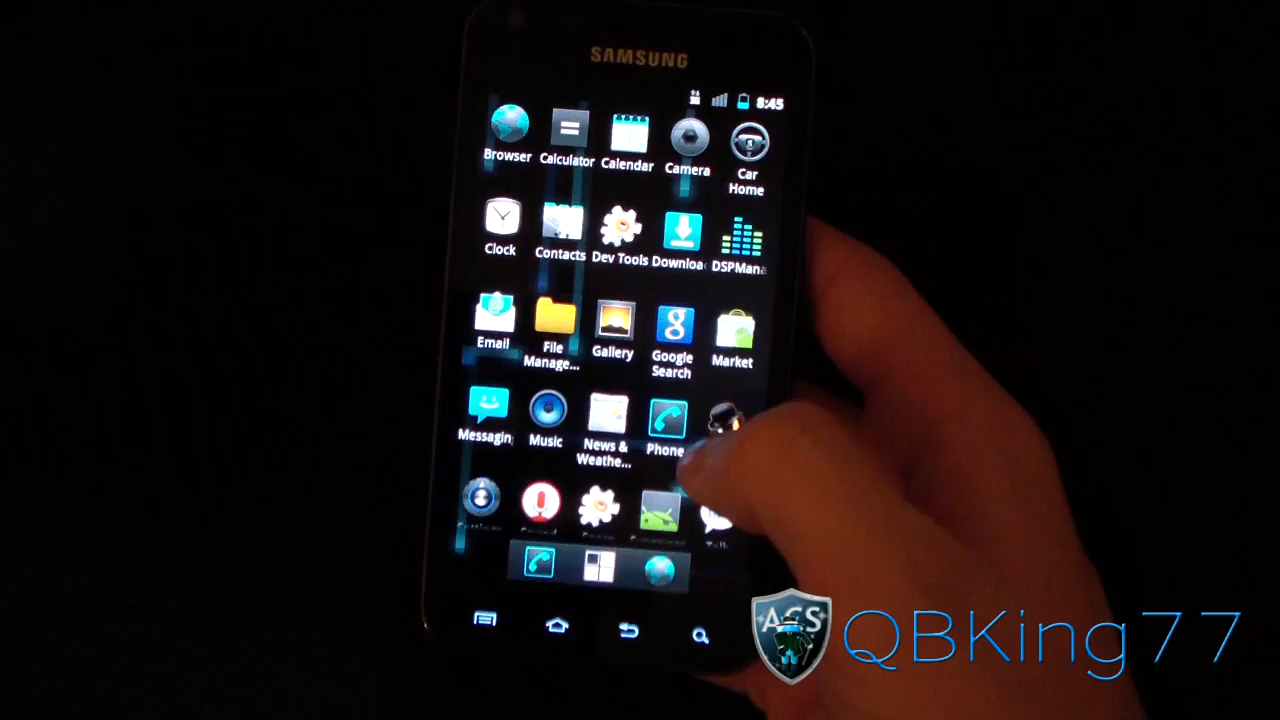 SAMSUNG
3G 8:45
Browser Calculator Calendar Camera Car Home
Clock Contacts Dev Tools Downloa DSPMana
Email File Manage... Gallery Google Search Market
Messagin Music News & Weathe... Phone
ACS QBKing77